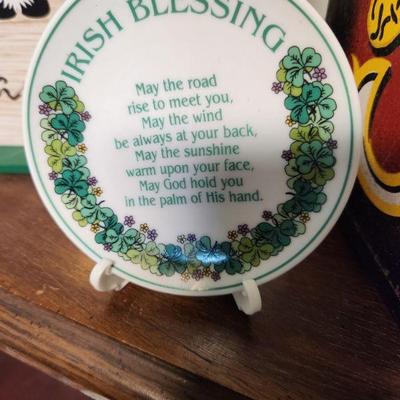 IRISH BLESSING
May the road
rise to meet you,
May the wind
be always at your back,
May the sunshine
warm upon your face,
May God hold you
in the palm of His hand.